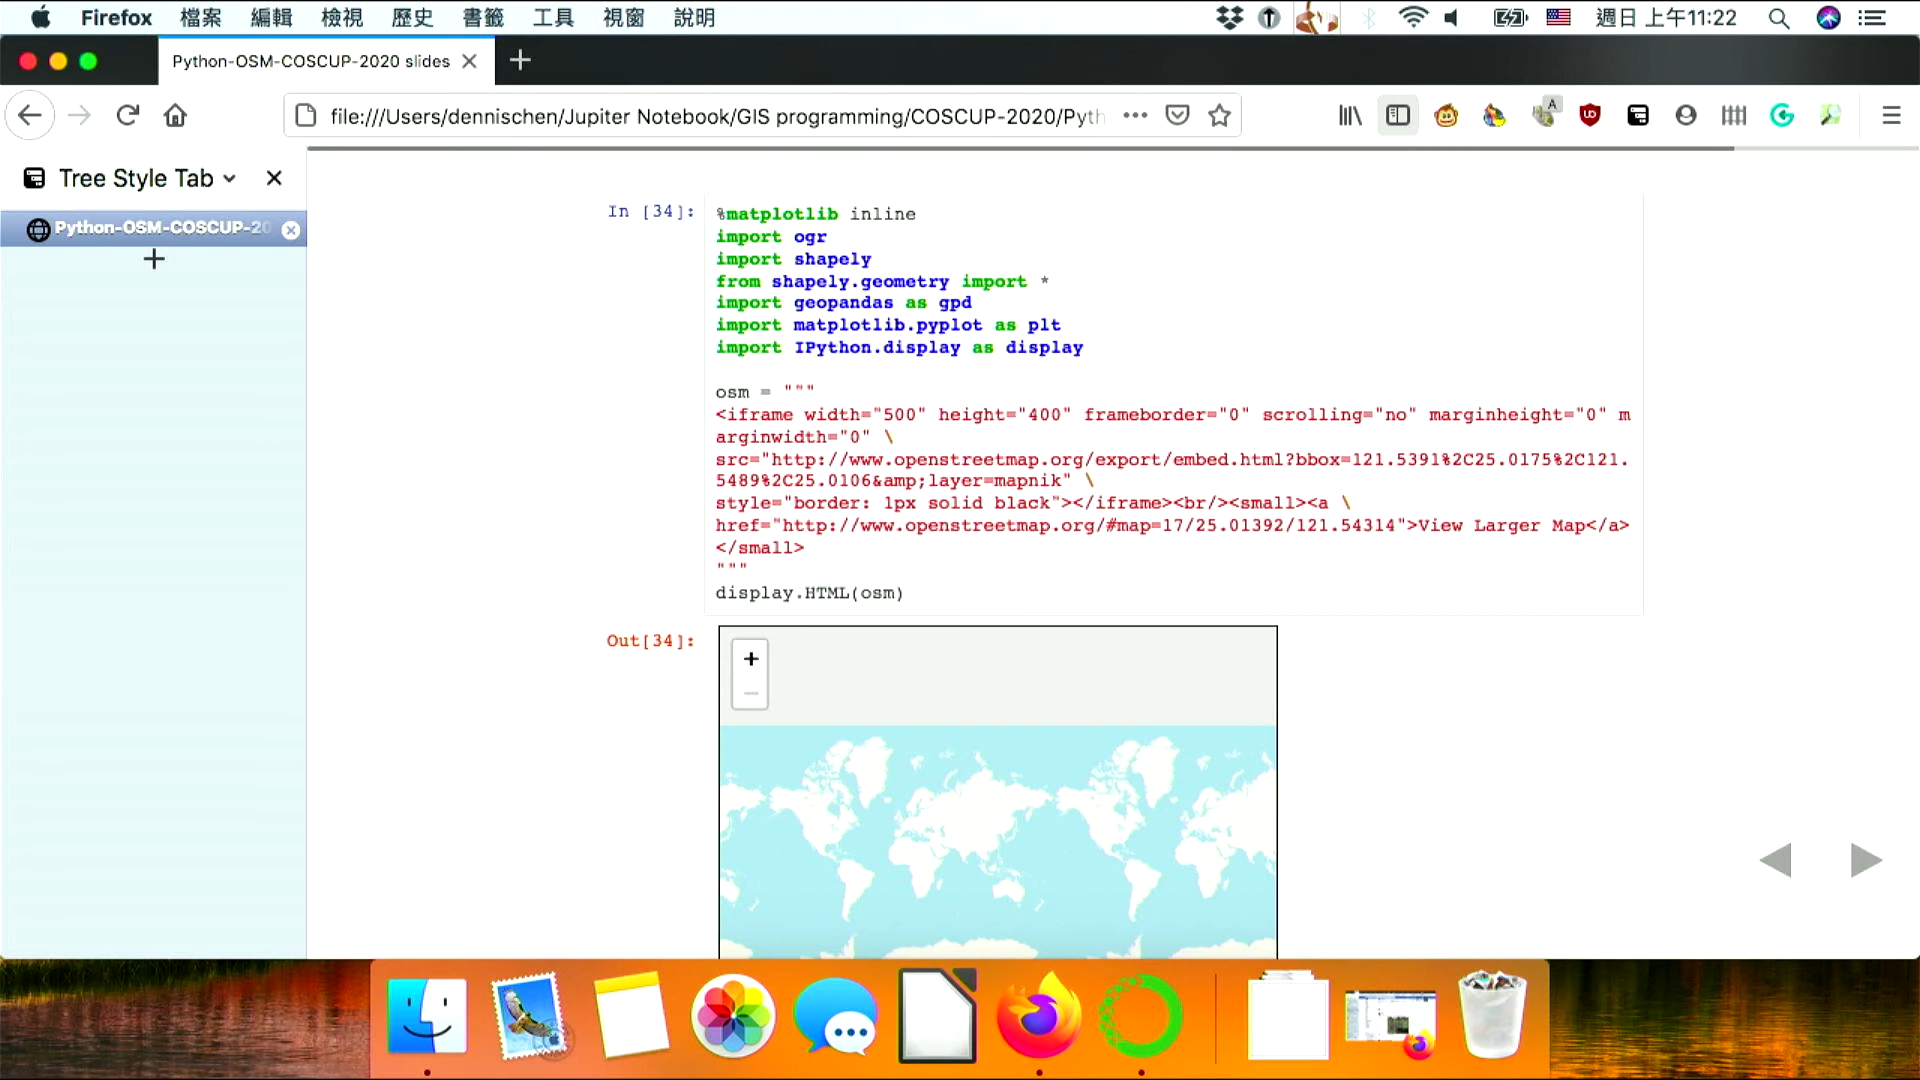 Firefox 檔案 編輯 檢視 歷史 書籤 工具 視窗 說明 週日 上午11:22
Python-OSM-COSCUP-2020 slides
file:///Users/dennischen/Jupiter Notebook/GIS programming/COSCUP-2020/Pyth
Tree Style Tab
Python-OSM-COSCUP-20
In [34]:
%matplotlib inline
import ogr
import shapely
from shapely.geometry import *
import geopandas as gpd
import matplotlib.pyplot as plt
import IPython.display as display
osm = """
<iframe width="500" height="400" frameborder="0" scrolling="no" marginheight="0" m
arginwidth="0" \
src="http://www.openstreetmap.org/export/embed.html?bbox=121.5391%2C25.0175%2C121.
5489%2C25.0106&amp;layer=mapnik" \
style="border: 1px solid black"></iframe><br/><small><a \
href="http://www.openstreetmap.org/#map=17/25.01392/121.54314">View Larger Map</a>
</small>
"""
display.HTML(osm)
Out[34]:
+
−